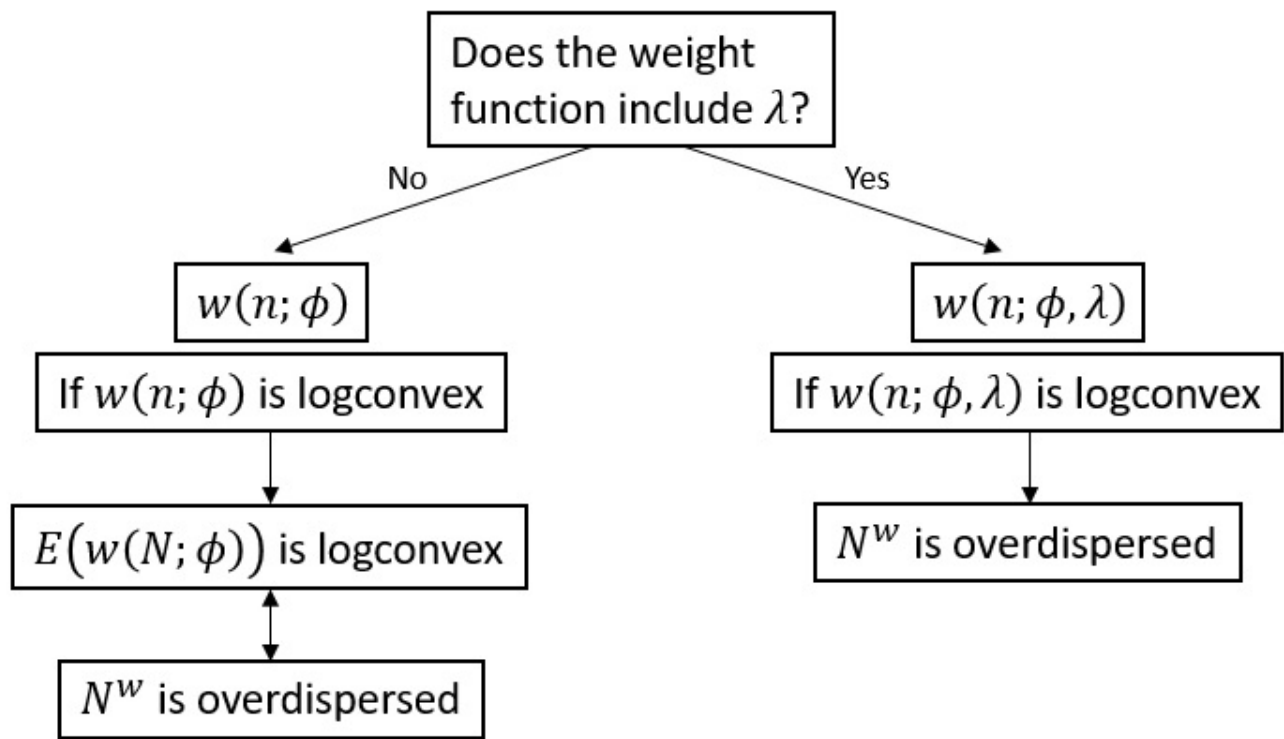 Does the weight
function include λ?
No
Yes
w(n; ϕ)
w(n; ϕ, λ)
If w(n; ϕ) is logconvex
If w(n; ϕ, λ) is logconvex
E(w(N; ϕ)) is logconvex
N^w is overdispersed
N^w is overdispersed